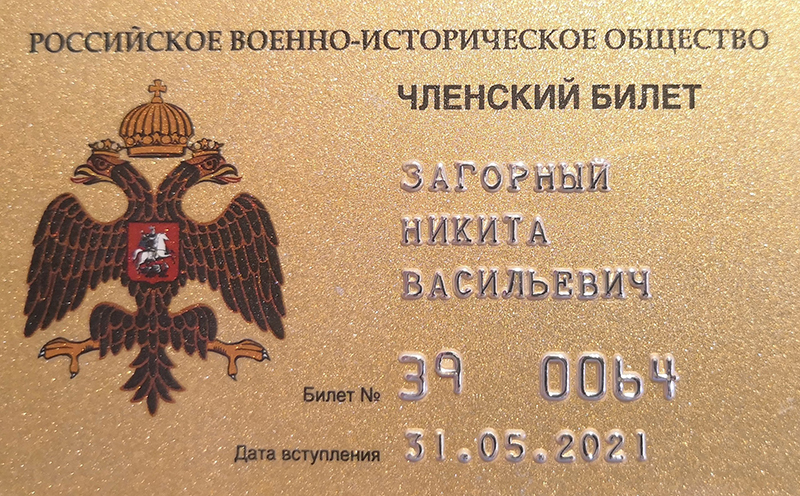 РОССИЙСКОЕ ВОЕННО-ИСТОРИЧЕСКОЕ ОБЩЕСТВО
ЧЛЕНСКИЙ БИЛЕТ
ЗАГОРНЫЙ
НИКИТА
ВАСИЛЬЕВИЧ
Билет № 39 0064
Дата вступления 31.05.2021